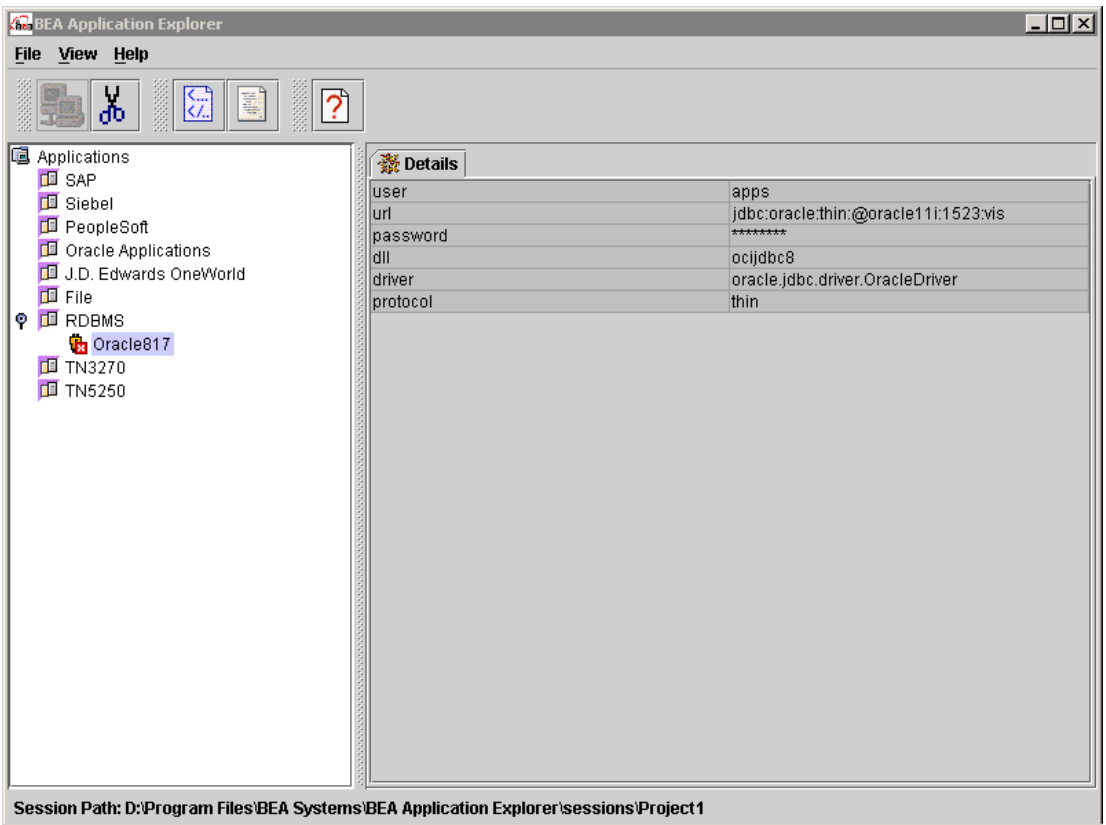 bea BEA Application Explorer
File View Help
Applications
SAP
Siebel
PeopleSoft
Oracle Applications
J.D. Edwards OneWorld
File
RDBMS
Oracle817
TN3270
TN5250
Details
user apps
url jdbc:oracle:thin:@oracle11i:1523:vis
password ********
dll ocijdbc8
driver oracle.jdbc.driver.OracleDriver
protocol thin
Session Path: D:\Program Files\BEA Systems\BEA Application Explorer\sessions\Project1